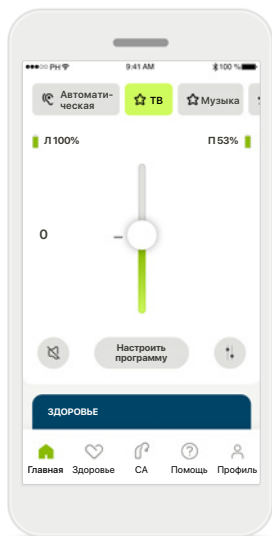 PH 9:41 AM 100 %
Автомати-
ческая
ТВ
Музыка
Л 100% П 53%
0
Настроить
программу
ЗДОРОВЬЕ
Главная Здоровье СА Помощь Профиль